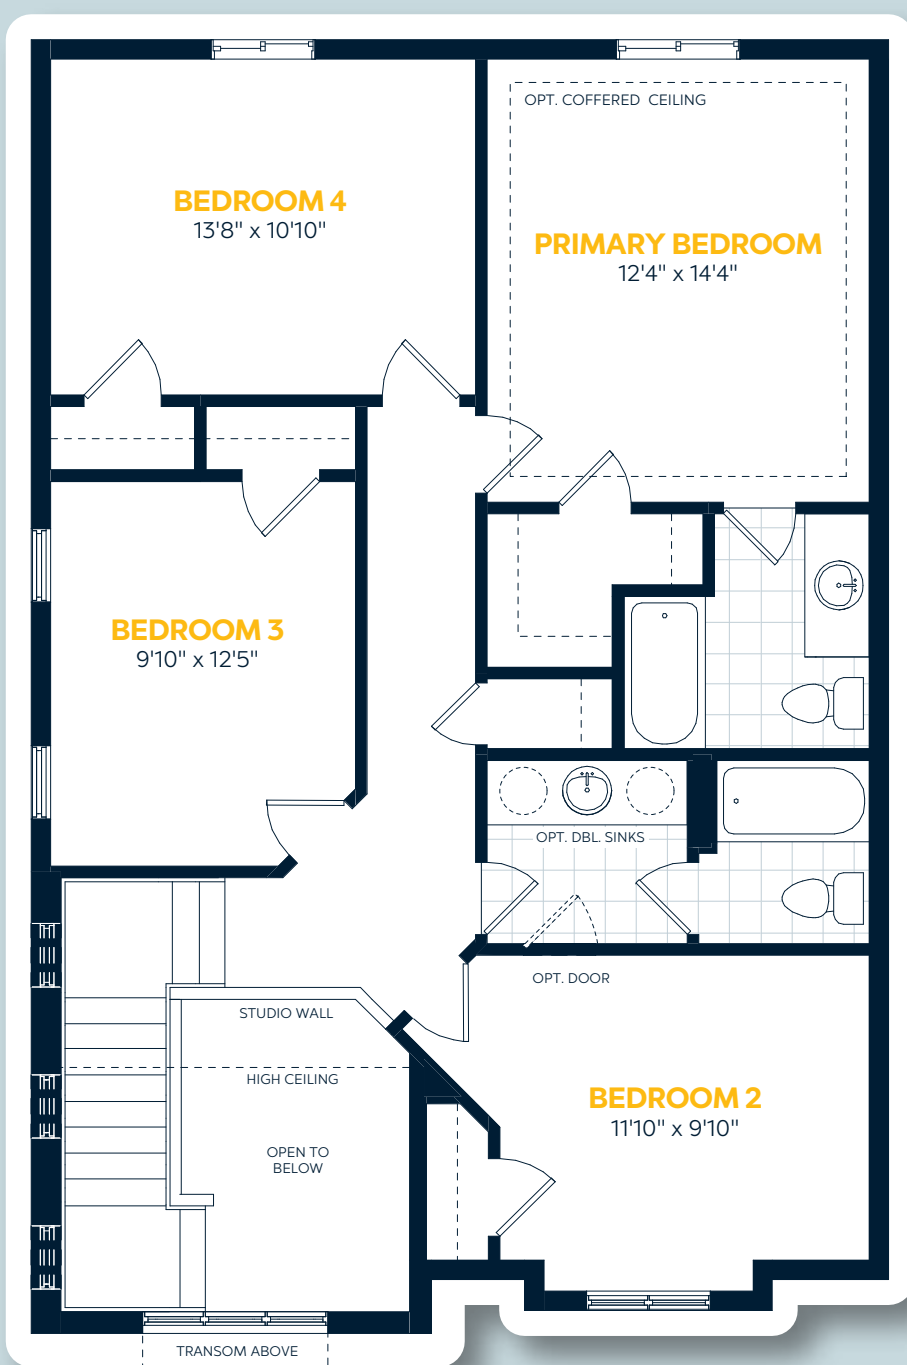 OPT. COFFERED CEILING
BEDROOM 4
13'8" x 10'10"
PRIMARY BEDROOM
12'4" x 14'4"
BEDROOM 3
9'10" x 12'5"
OPT. DBL. SINKS
OPT. DOOR
STUDIO WALL
HIGH CEILING
BEDROOM 2
11'10" x 9'10"
OPEN TO
BELOW
TRANSOM ABOVE